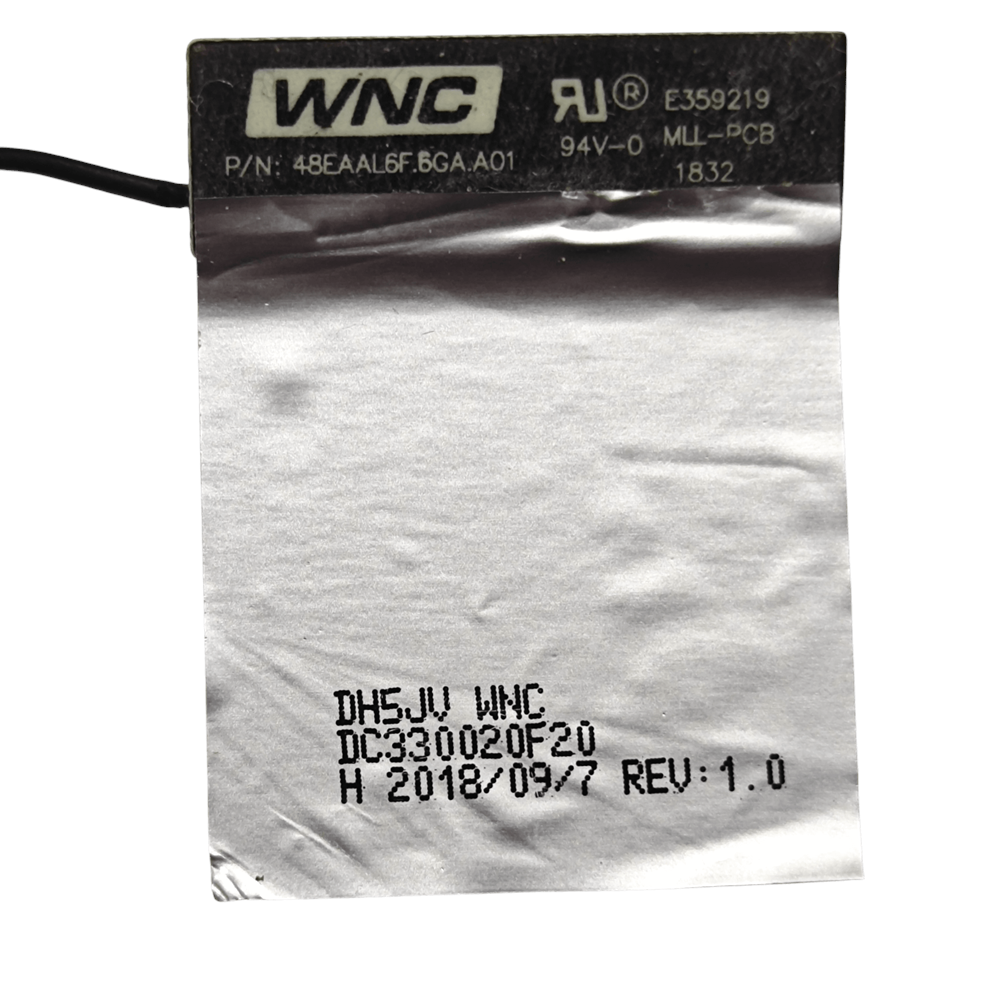 WNC
P/N: 48EAAL6F.6GA.A01
RU® E359219
94V-0 MLL-PCB
1832
DH5JV WNC
DC330020F20
H 2018/09/7 REV:1.0